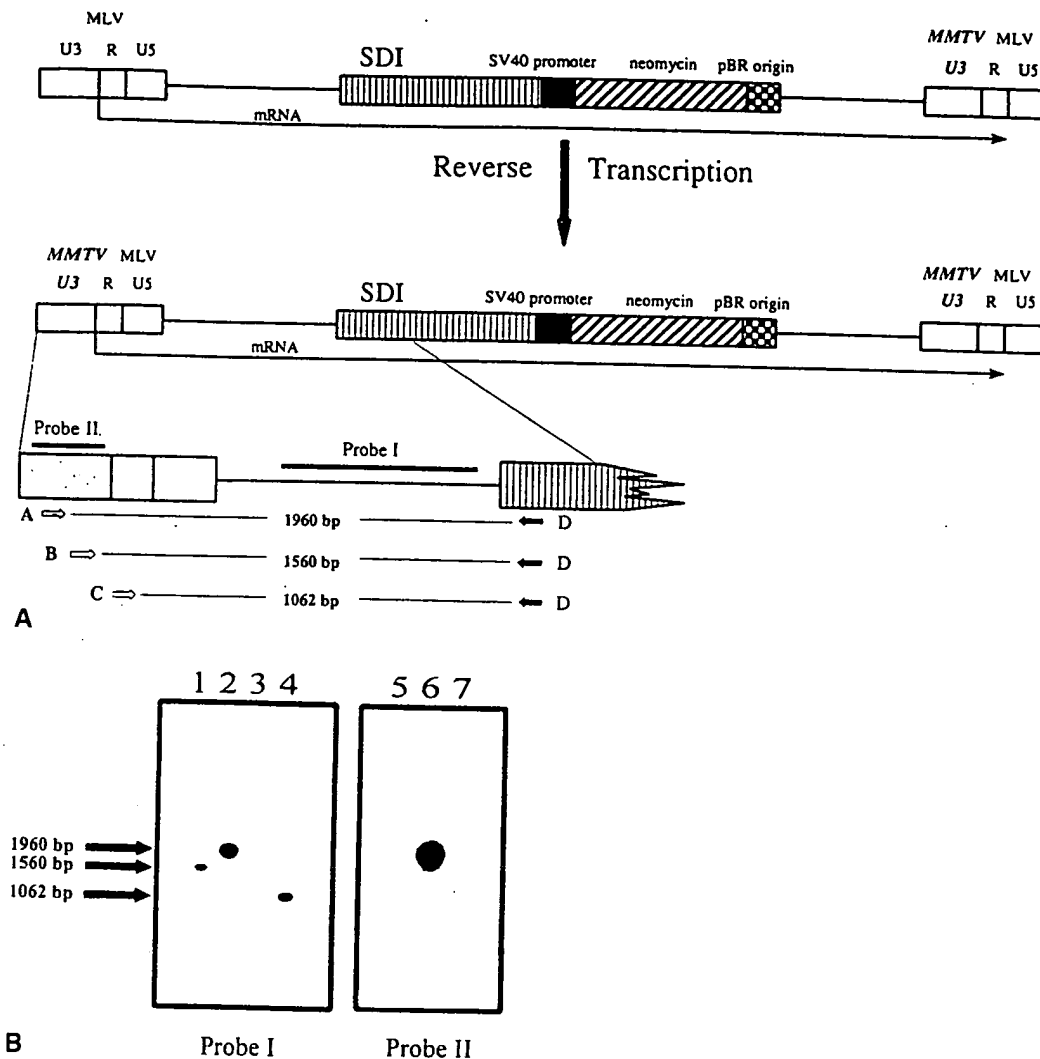 MLV
U3 R U5
SDI
SV40 promoter neomycin pBR origin
MMTV MLV
U3 R U5
mRNA
Reverse Transcription
MMTV MLV
U3 R U5
SDI
SV40 promoter neomycin pBR origin
MMTV MLV
U3 R U5
mRNA
Probe II.
Probe I
A 1960 bp D
B 1560 bp D
C 1062 bp D
A
1 2 3 4
5 6 7
1960 bp
1560 bp
1062 bp
B
Probe I
Probe II